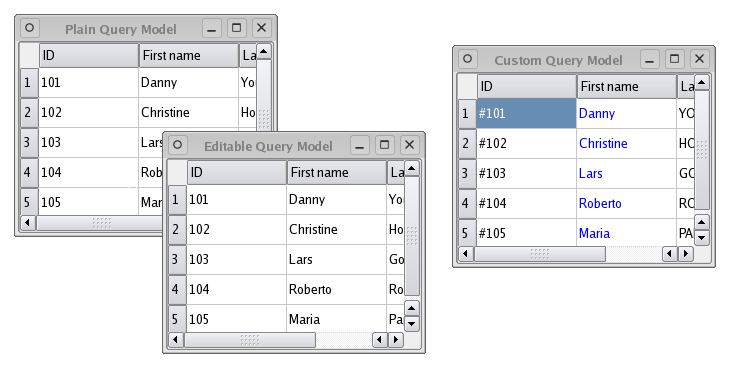 Plain Query Model
ID First name La
1 101 Danny You
2 102 Christine Ho
3 103 Lars
4 104 Rob
5 105 Mar
Editable Query Model
ID First name La
1 101 Danny Yo
2 102 Christine Ho
3 103 Lars Go
4 104 Roberto Ro
5 105 Maria Pa
Custom Query Model
ID First name La
1 #101 Danny YO
2 #102 Christine HO
3 #103 Lars GO
4 #104 Roberto RO
5 #105 Maria PA